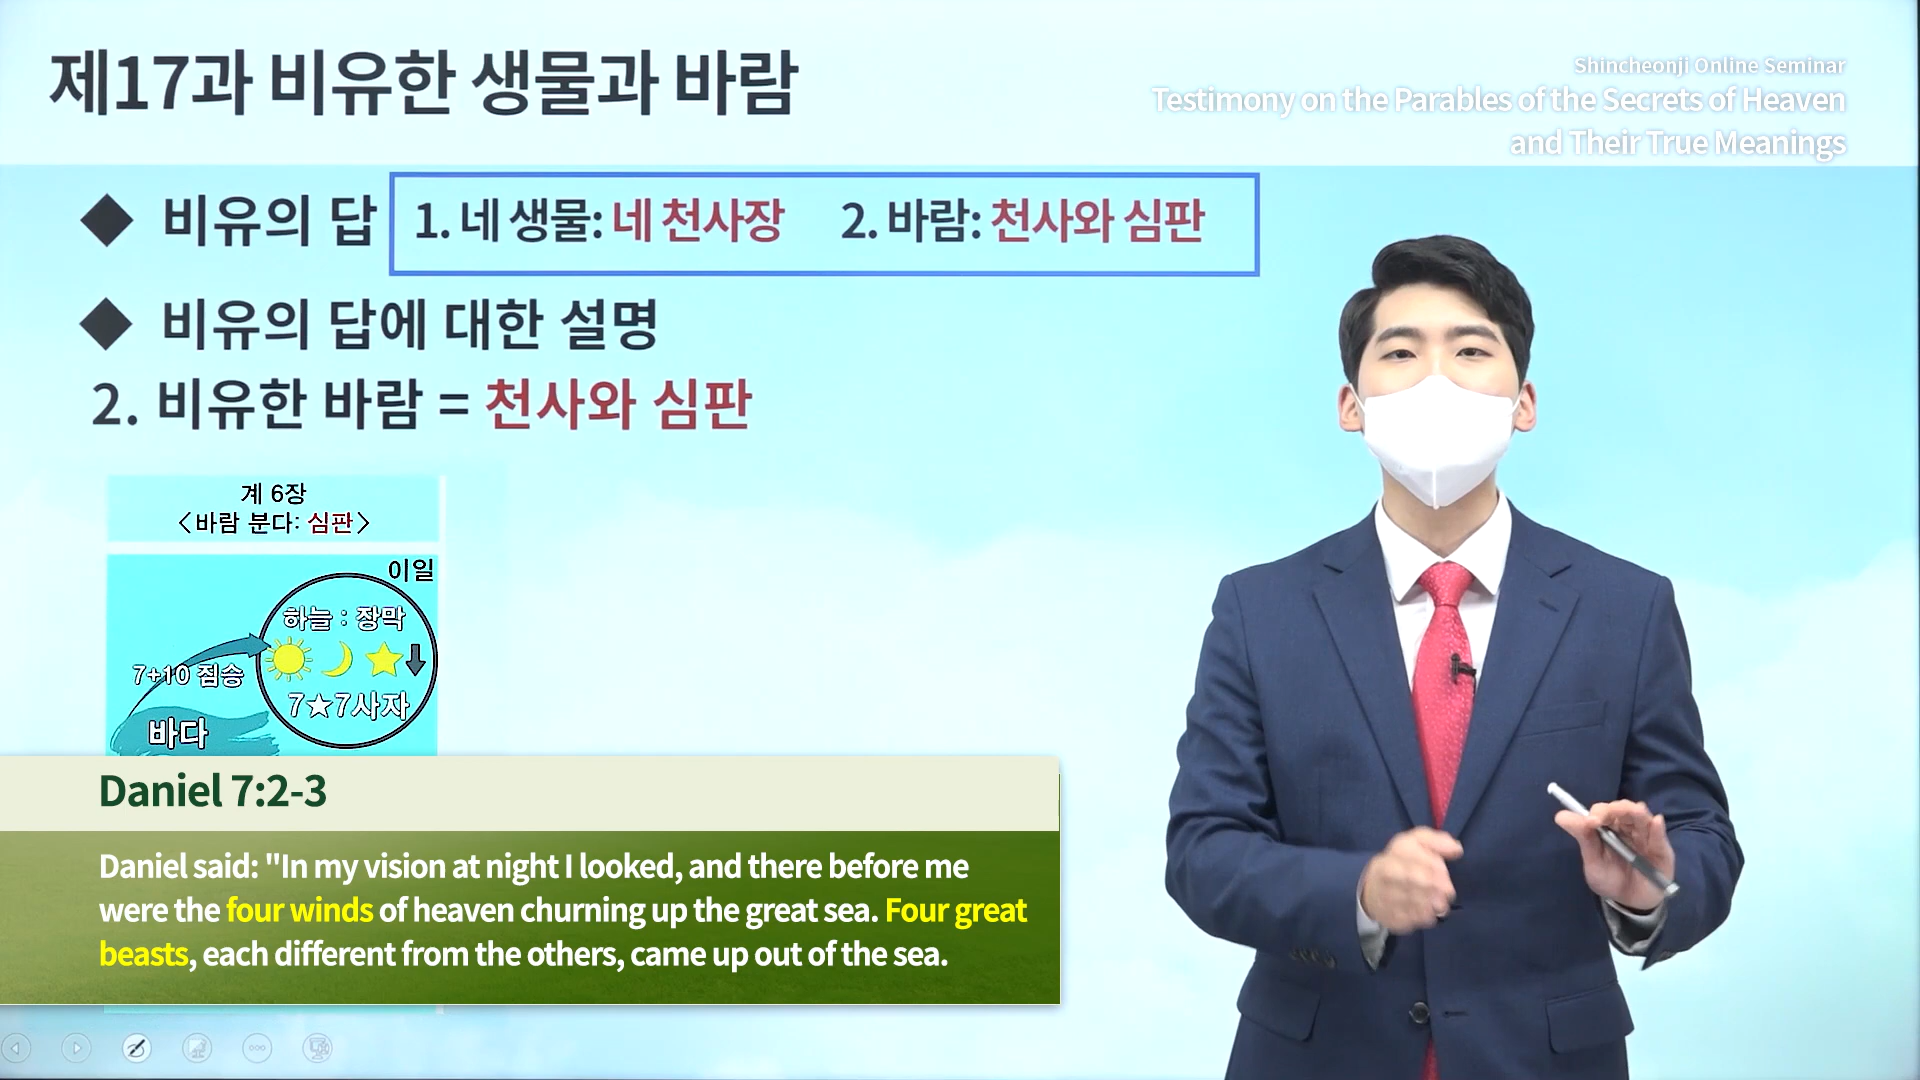 제17과 비유한 생물과 바람
Shincheonji Online Seminar
Testimony on the Parables of the Secrets of Heaven
and Their True Meanings
◆ 비유의 답 1. 네 생물: 네 천사장 2. 바람: 천사와 심판
◆ 비유의 답에 대한 설명
2. 비유한 바람 = 천사와 심판
계 6장
<바람 분다: 심판>
이일
하늘 : 장막
7+10 짐승
7★7사자
바다
Daniel 7:2-3
Daniel said: "In my vision at night I looked, and there before me
were the four winds of heaven churning up the great sea. Four great
beasts, each different from the others, came up out of the sea.